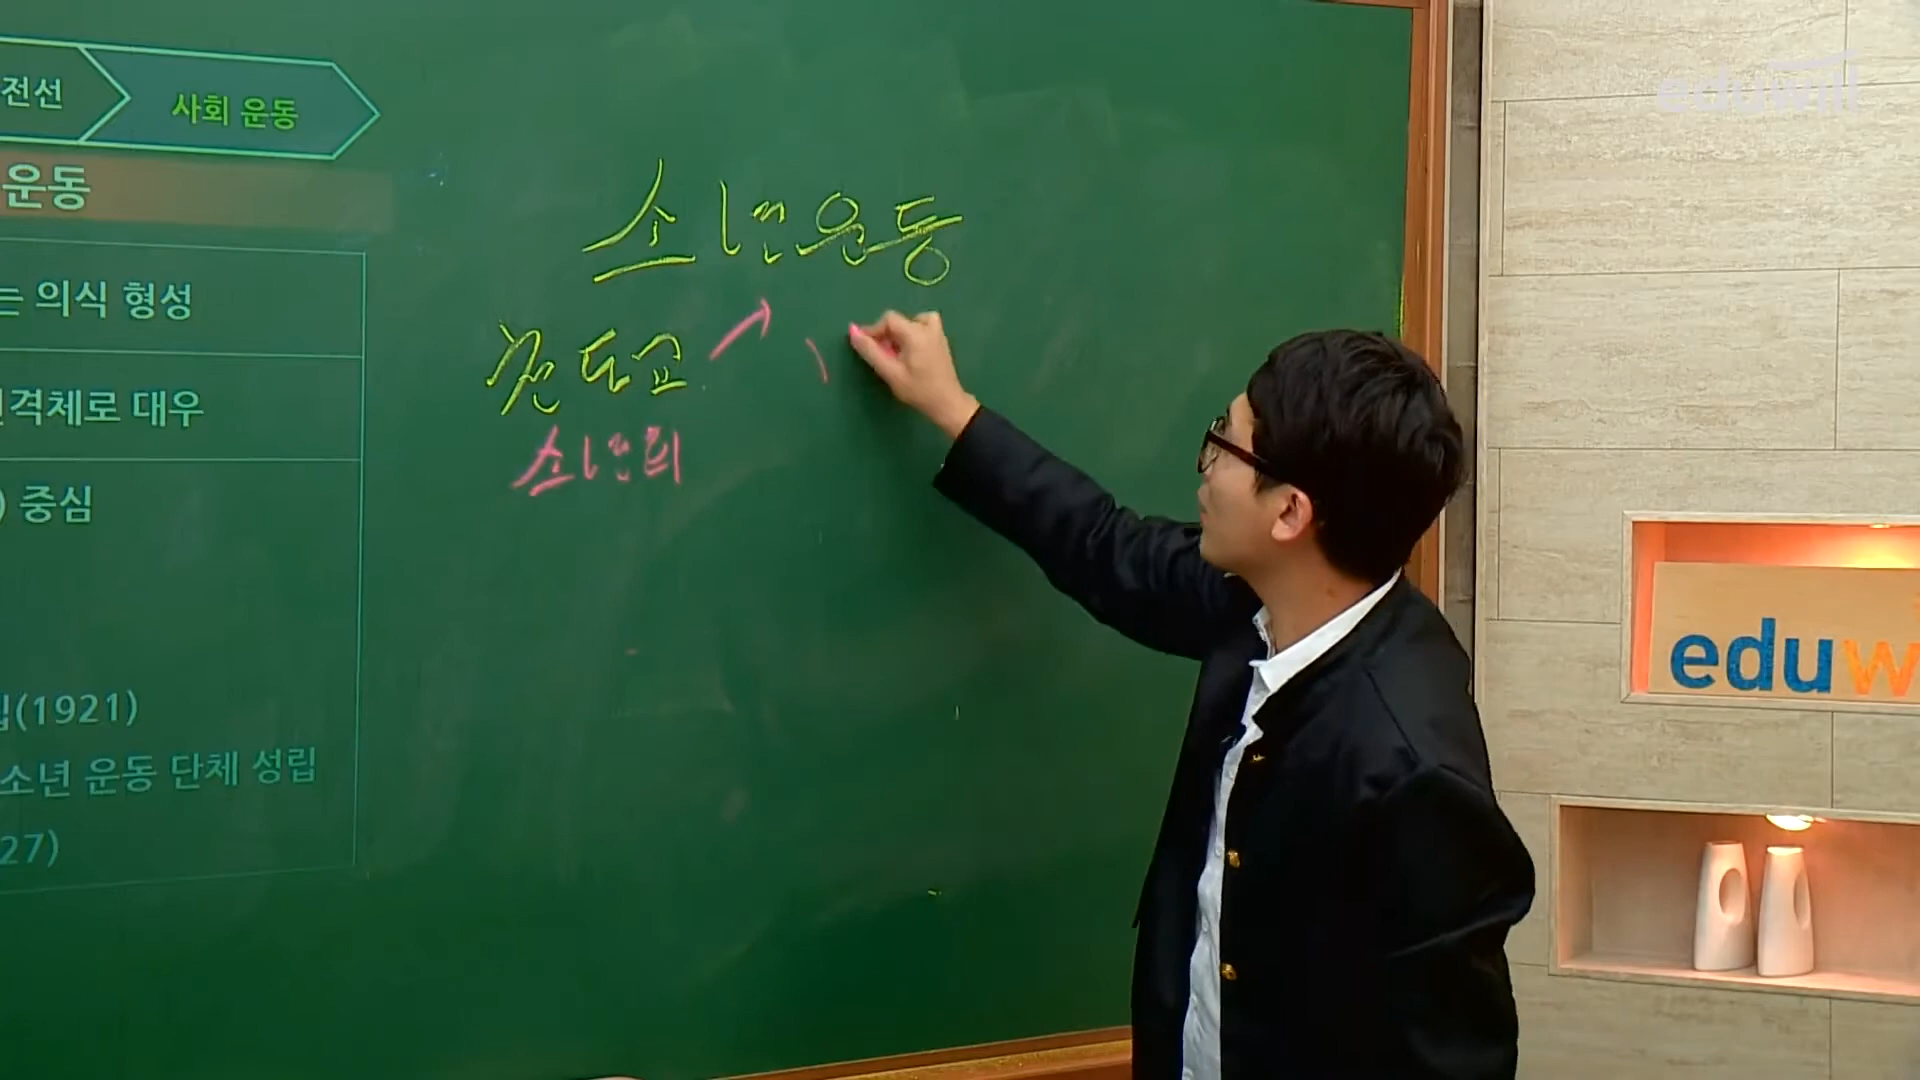 전선
사회 운동
운동
는 의식 형성
인격체로 대우
) 중심
립(1921)
소년 운동 단체 성립
27)
소년운동
천도교
소년회
eduwill
eduw